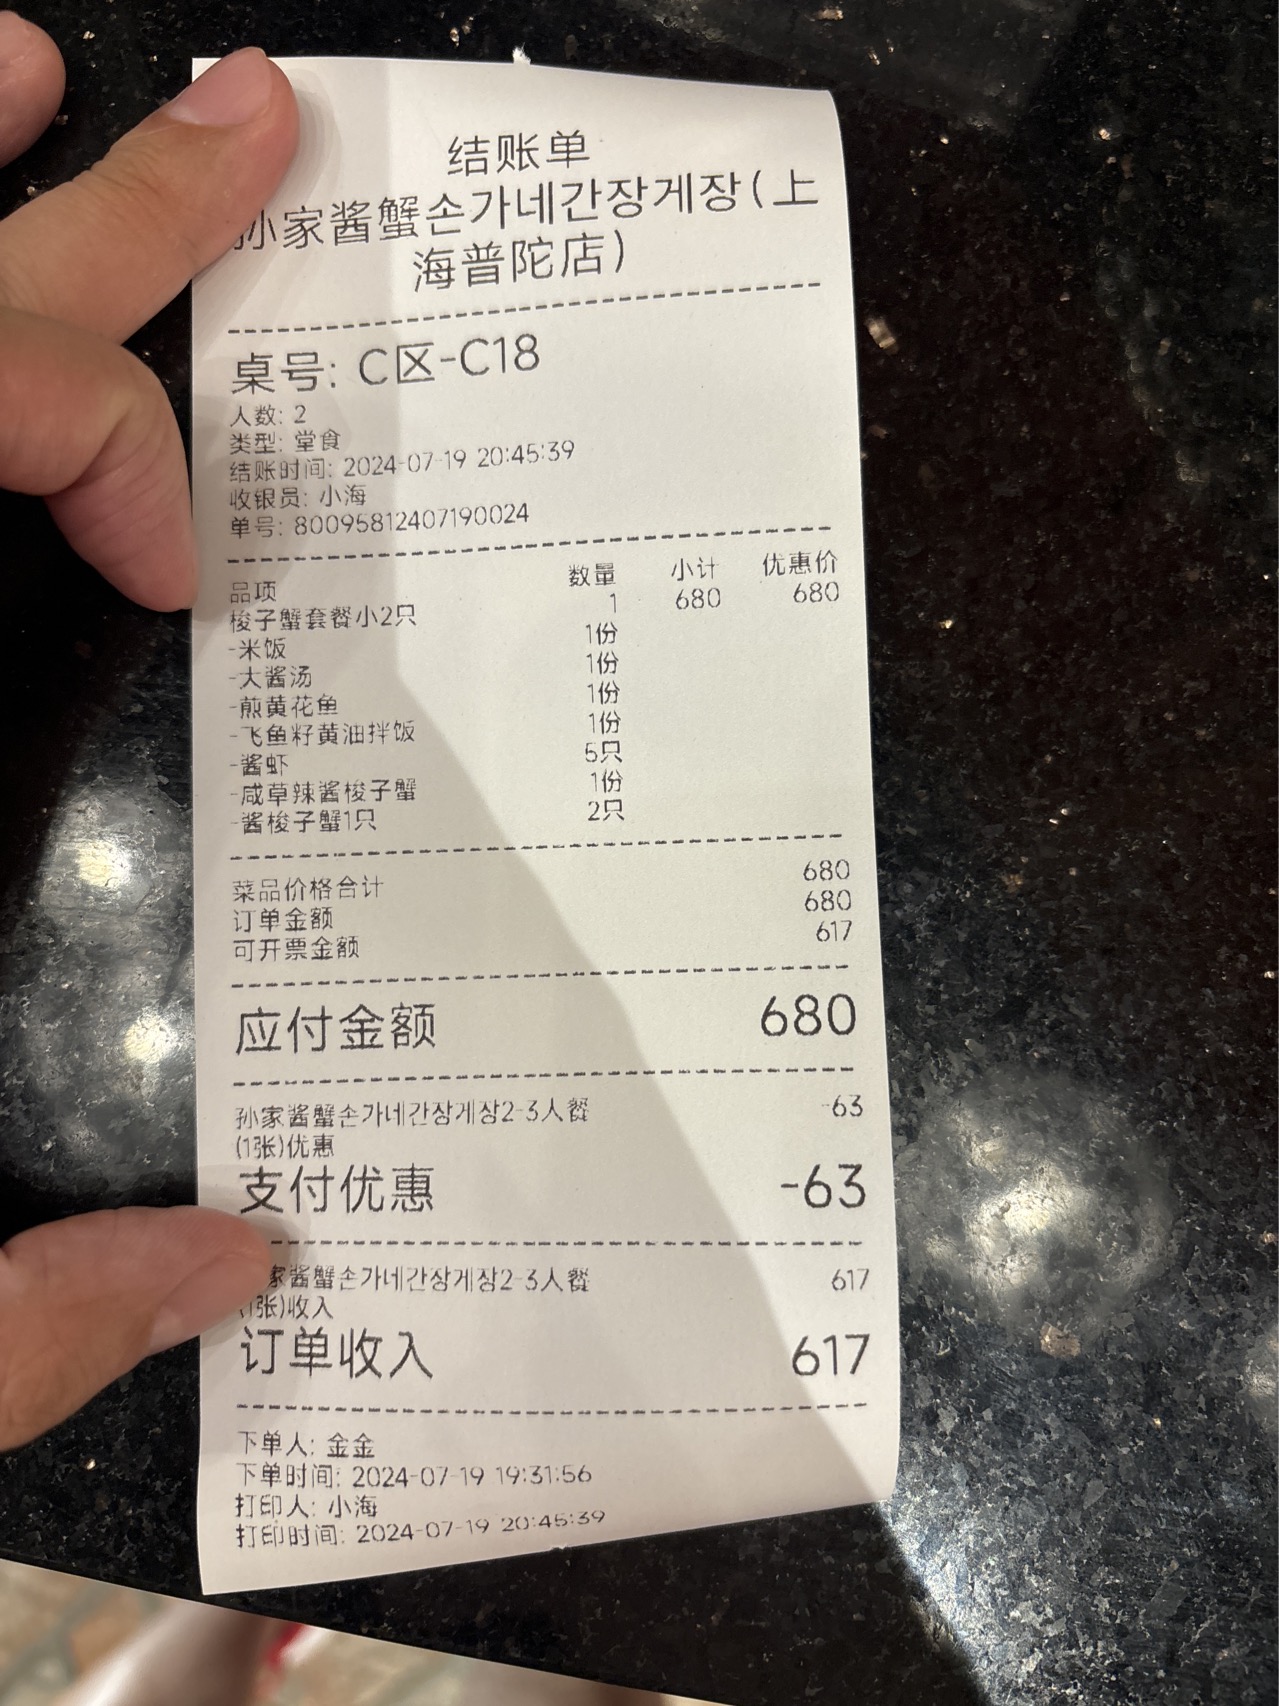 结账单
孙家酱蟹손가네간장게장(上
海普陀店)
桌号: C区-C18
人数: 2
类型: 堂食
结账时间: 2024-07-19 20:45:39
收银员: 小海
单号: 80095812407190024
品项 数量 小计 优惠价
梭子蟹套餐小2只 1 680 680
-米饭 1份
-大酱汤 1份
-煎黄花鱼 1份
-飞鱼籽黄油拌饭 1份
-酱虾 5只
-咸草辣酱梭子蟹 1份
-酱梭子蟹1只 2只
菜品价格合计 680
订单金额 680
可开票金额 617
应付金额 680
孙家酱蟹손가네간장게장2-3人餐 -63
(1张)优惠
支付优惠 -63
家酱蟹손가네간장게장2-3人餐 617
(1张)收入
订单收入 617
下单人: 金金
下单时间: 2024-07-19 19:31:56
打印人: 小海
打印时间: 2024-07-19 20:45:39